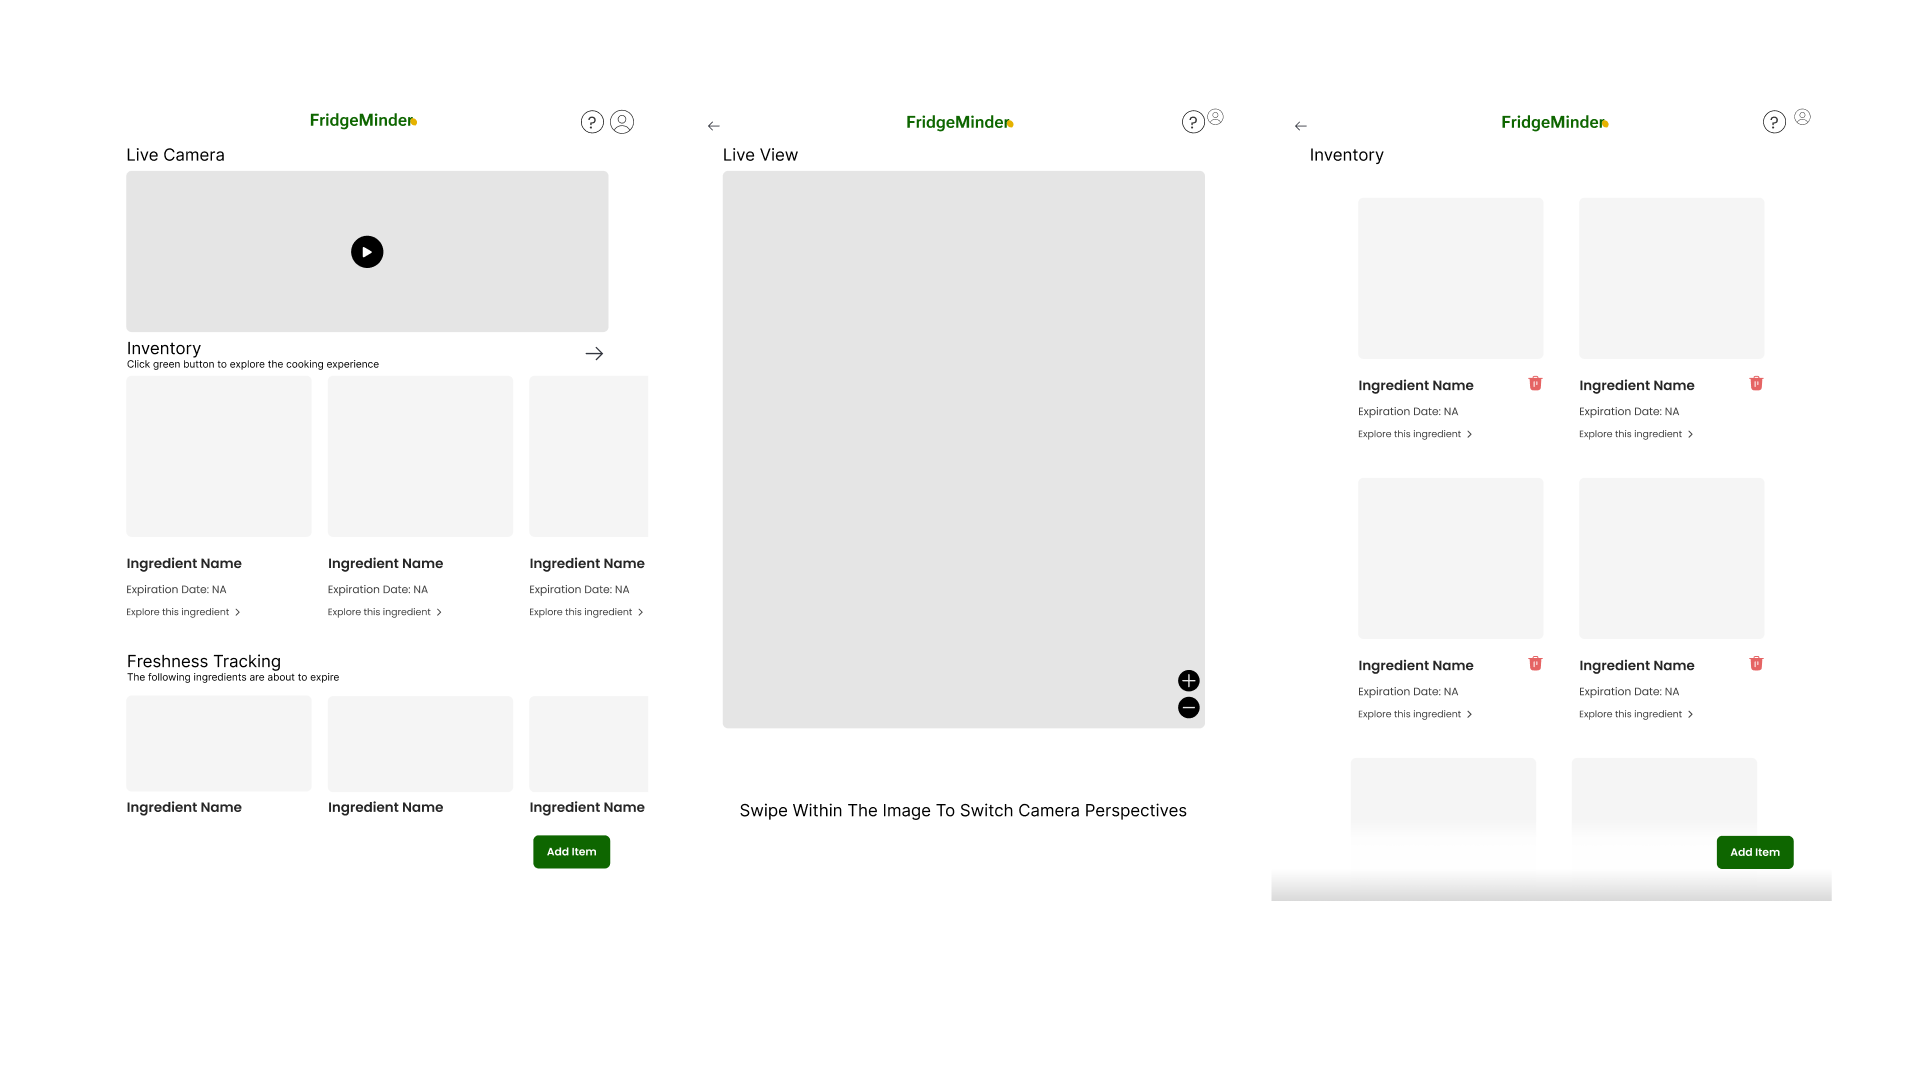 FridgeMinder
?
Live Camera
Inventory
Click green button to explore the cooking experience
Ingredient Name
Expiration Date: NA
Explore this ingredient
Ingredient Name
Expiration Date: NA
Explore this ingredient
Ingredient Name
Expiration Date: NA
Explore this ingredient
Freshness Tracking
The following ingredients are about to expire
Ingredient Name
Ingredient Name
Ingredient Name
Add Item
FridgeMinder
?
Live View
Swipe Within The Image To Switch Camera Perspectives
FridgeMinder
?
Inventory
Ingredient Name
Expiration Date: NA
Explore this ingredient
Ingredient Name
Expiration Date: NA
Explore this ingredient
Ingredient Name
Expiration Date: NA
Explore this ingredient
Ingredient Name
Expiration Date: NA
Explore this ingredient
Add Item